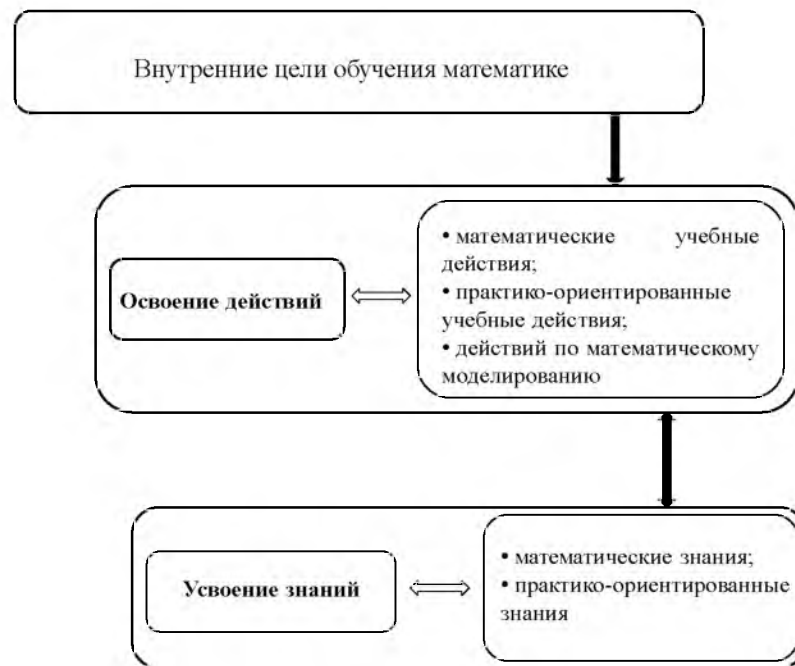 Внутренние цели обучения математике
Освоение действий
• математические учебные
действия;
• практико-ориентированные
учебные действия;
• действий по математическому
моделированию
Усвоение знаний
• математические знания;
• практико-ориентированные
знания